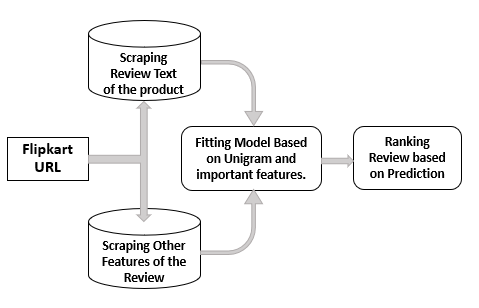 Scraping
Review Text
of the product
Flipkart
URL
Fitting Model Based
on Unigram and
important features.
Ranking
Review based
on Prediction
Scraping Other
Features of the
Review